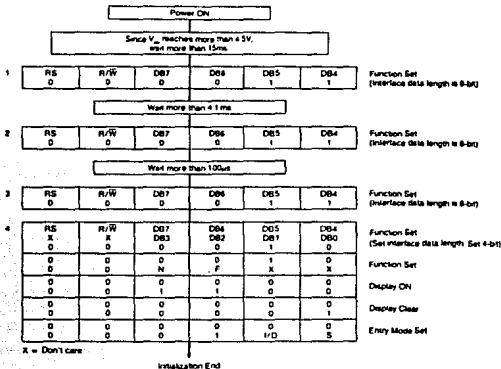 Power ON
Since V reaches more than 4.5V,
wait more than 15ms
1
RS R/W DB7 DB6 DB5 DB4
0 0 0 0 1 1
Function Set
(Interface data length is 8-bit)
Wait more than 4.1ms
2
RS R/W DB7 DB6 DB5 DB4
0 0 0 0 1 1
Function Set
(Interface data length is 8-bit)
Wait more than 100µs
3
RS R/W DB7 DB6 DB5 DB4
0 0 0 0 1 1
Function Set
(Interface data length is 8-bit)
4
RS R/W DB7 DB6 DB5 DB4
X X DB3 DB2 DB1 DB0
0 0 0 0 1 0
Function Set
(Set interface data length Set 4-bit)
0 0 0 0 1 0
0 0 N F X X
Function Set
0 0 0 0 0 0
0 0 1 1 0 0
Display ON
0 0 0 0 0 0
0 0 0 0 0 1
Display Clear
0 0 0 0 0 0
0 0 0 1 I/D S
Entry Mode Set
X = Don't care
Initialization End